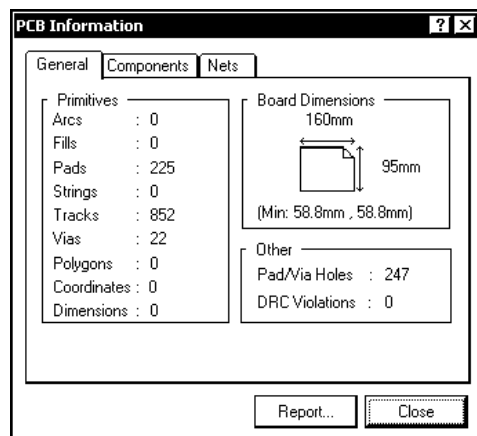 PCB Information
General Components Nets
Primitives
Arcs : 0
Fills : 0
Pads : 225
Strings : 0
Tracks : 852
Vias : 22
Polygons : 0
Coordinates : 0
Dimensions : 0
Board Dimensions
160mm
95mm
(Min: 58.8mm , 58.8mm)
Other
Pad/Via Holes : 247
DRC Violations : 0
Report... Close